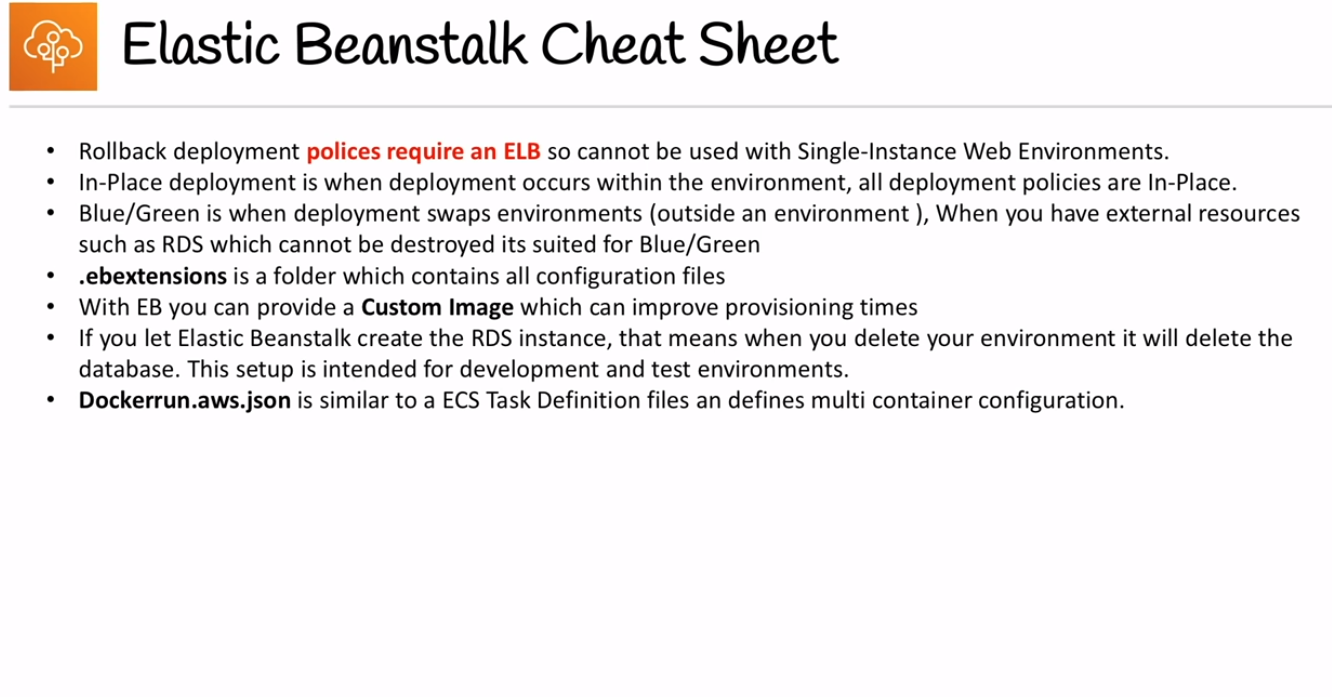 Elastic Beanstalk Cheat Sheet
• Rollback deployment polices require an ELB so cannot be used with Single-Instance Web Environments.
• In-Place deployment is when deployment occurs within the environment, all deployment policies are In-Place.
• Blue/Green is when deployment swaps environments (outside an environment ), When you have external resources
such as RDS which cannot be destroyed its suited for Blue/Green
• .ebextensions is a folder which contains all configuration files
• With EB you can provide a Custom Image which can improve provisioning times
• If you let Elastic Beanstalk create the RDS instance, that means when you delete your environment it will delete the
database. This setup is intended for development and test environments.
• Dockerrun.aws.json is similar to a ECS Task Definition files an defines multi container configuration.